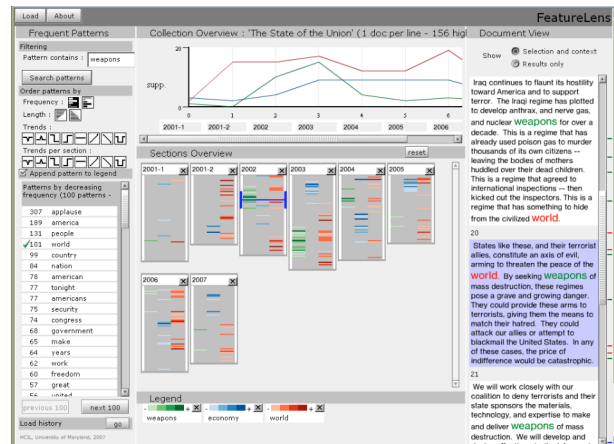 Load About FeatureLens
Frequent Patterns
Filtering
Pattern contains : weapons
Search patterns
Order patterns by
Frequency :
Length :
Trends :
Trends per section :
Append pattern to legend
Patterns by decreasing
frequency (100 patterns -
307 applause
189 america
131 people
101 world
99 country
84 nation
78 american
77 tonight
77 americans
75 security
74 congress
68 government
65 make
64 years
62 work
60 freedom
57 great
56 united
previous 100 next 100
Load history go
HCIL, University of Maryland, 2007
Collection Overview : 'The State of the Union' (1 doc per line - 156 high
20
supp.
0
0 1 2 3 4 5 6
2001-1 2001-2 2002 2003 2004 2005 2006
Sections Overview reset
2001-1 2001-2 2002 2003 2004 2005
2006 2007
Legend
- + - + - +
weapons economy world
Document View
Show Selection and context
Results only
Iraq continues to flaunt its hostility
toward America and to support
terror. The Iraqi regime has plotted
to develop anthrax, and nerve gas,
and nuclear weapons for over a
decade. This is a regime that has
already used poison gas to murder
thousands of its own citizens --
leaving the bodies of mothers
huddled over their dead children.
This is a regime that agreed to
international inspections -- then
kicked out the inspectors. This is a
regime that has something to hide
from the civilized world.
20
States like these, and their terrorist
allies, constitute an axis of evil,
arming to threaten the peace of the
world. By seeking weapons of
mass destruction, these regimes
pose a grave and growing danger.
They could provide these arms to
terrorists, giving them the means to
match their hatred. They could
attack our allies or attempt to
blackmail the United States. In any
of these cases, the price of
indifference would be catastrophic.
21
We will work closely with our
coalition to deny terrorists and their
state sponsors the materials,
technology, and expertise to make
and deliver weapons of mass
destruction. We will develop and